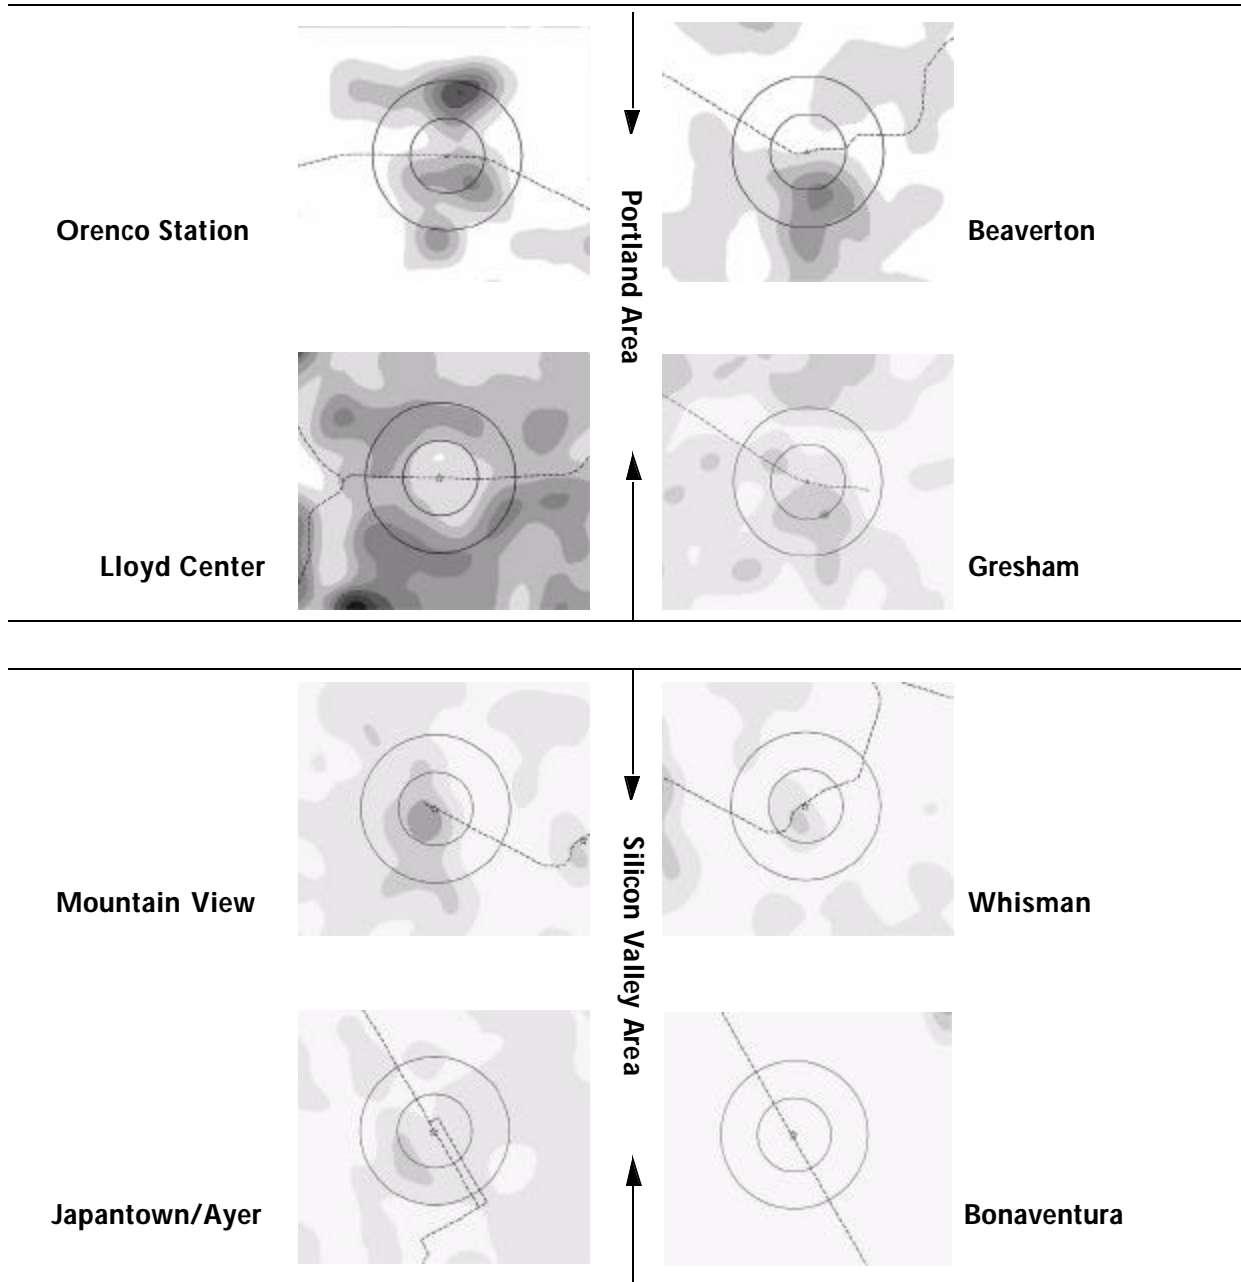 Orenco Station
Portland Area
Beaverton
Lloyd Center
Gresham
Mountain View
Silicon Valley Area
Whisman
Japantown/Ayer
Bonaventura